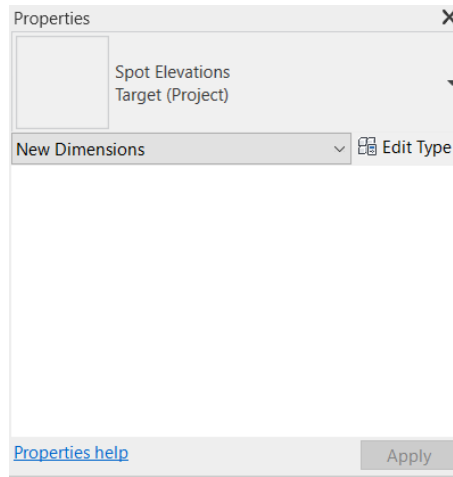 Properties
Spot Elevations
Target (Project)
New Dimensions
Edit Type
Properties help
Apply